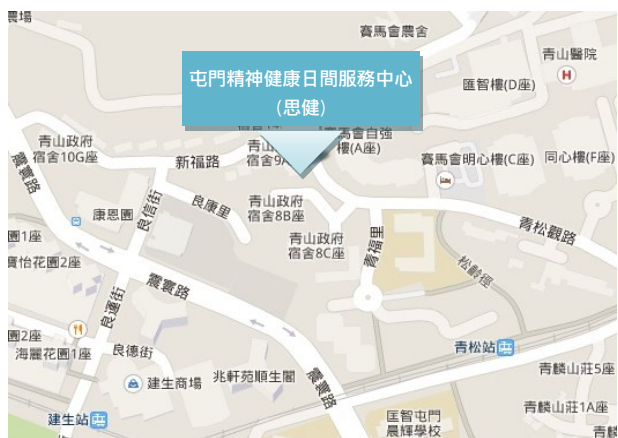 農場
賽馬會農舍
青山醫院
H
屯門精神健康日間服務中心
(思健)
匯智樓(D座)
賽馬會自強
樓(A座)
青山政府
宿舍10G座
震寰路
新福路
宿舍9A
賽馬會明心樓(C座)
同心樓(F座)
良康里
青山政府
宿舍8B座
康恩園
良信街
青山政府
宿舍8C座
青福里
青松觀路
園1座
寶怡花園2座
松齡徑
震寰路
良運街
園2座
海麗花園1座
良德街
青松站
青麟山莊5座
建生商場
兆軒苑順生閣
震寰路
青麟山莊1A座
建生站
匡智屯門
晨輝學校
青麟